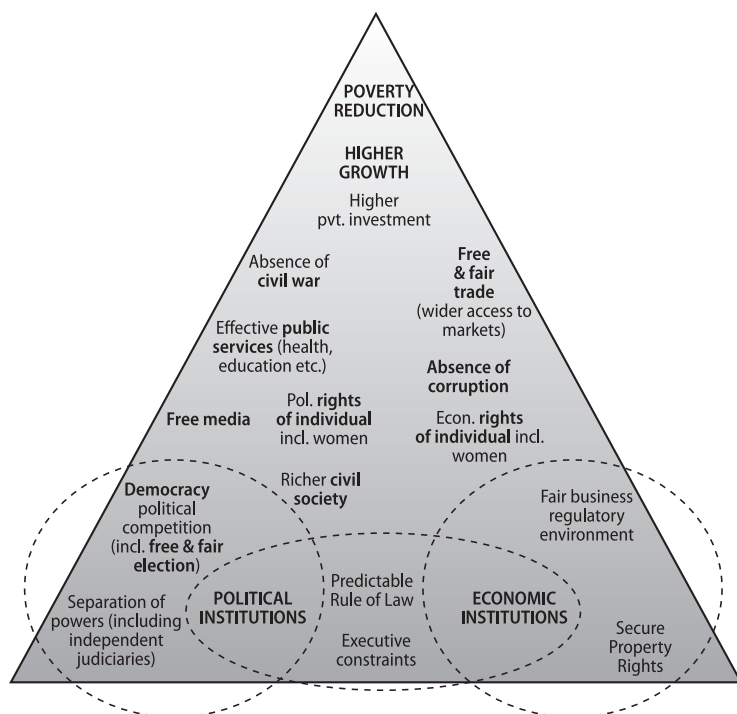 POVERTY
REDUCTION
HIGHER
GROWTH
Higher
pvt. investment
Absence of
civil war
Free
& fair
trade
(wider access to
markets)
Effective public
services (health,
education etc.)
Absence of
corruption
Free media
Pol. rights
of individual
incl. women
Econ. rights
of individual incl.
women
Richer civil
society
Democracy
political
competition
(incl. free & fair
election)
Fair business
regulatory
environment
Separation of
powers (including
independent
judiciaries)
POLITICAL
INSTITUTIONS
Predictable
Rule of Law
Executive
constraints
ECONOMIC
INSTITUTIONS
Secure
Property
Rights